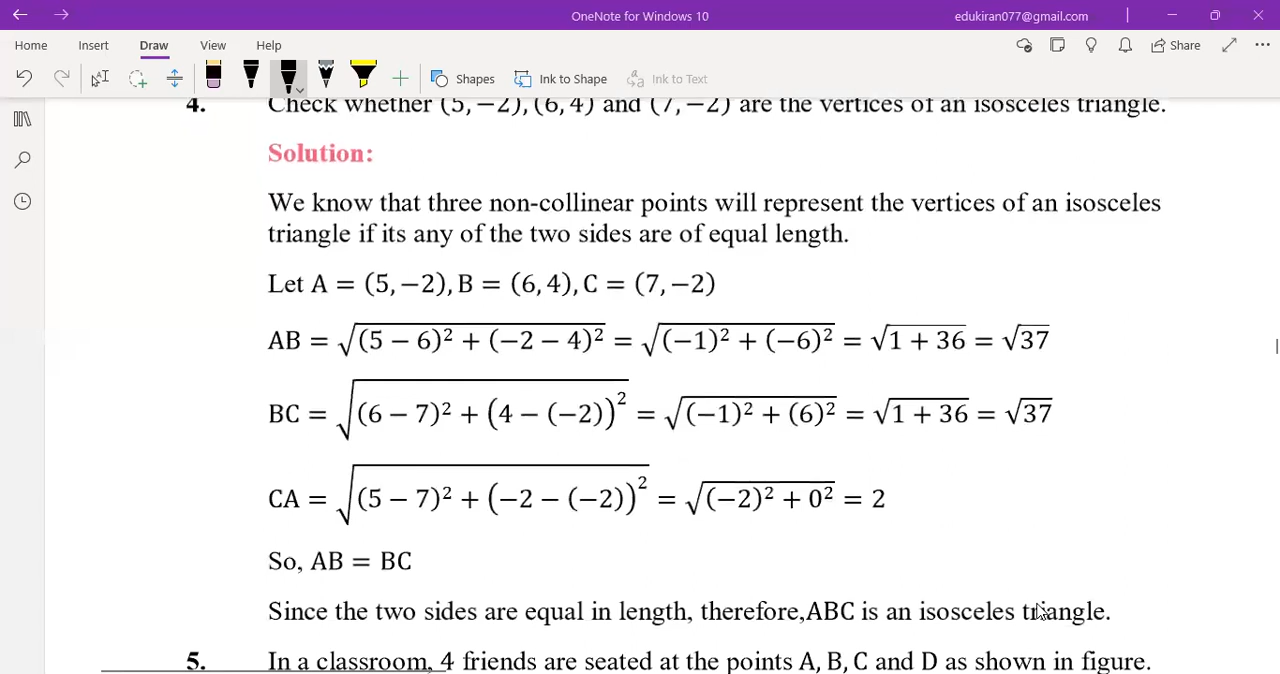 OneNote for Windows 10
edukiran077@gmail.com
Home Insert Draw View Help
Share
Shapes Ink to Shape Ink to Text
4. Check whether (5, −2), (6, 4) and (7, −2) are the vertices of an isosceles triangle.
Solution:
We know that three non-collinear points will represent the vertices of an isosceles
triangle if its any of the two sides are of equal length.
Let A = (5, −2), B = (6, 4), C = (7, −2)
AB = √(5 − 6)² + (−2 − 4)² = √(−1)² + (−6)² = √1 + 36 = √37
BC = √(6 − 7)² + (4 − (−2))² = √(−1)² + (6)² = √1 + 36 = √37
CA = √(5 − 7)² + (−2 − (−2))² = √(−2)² + 0² = 2
So, AB = BC
Since the two sides are equal in length, therefore,ABC is an isosceles triangle.
5. In a classroom, 4 friends are seated at the points A, B, C and D as shown in figure.